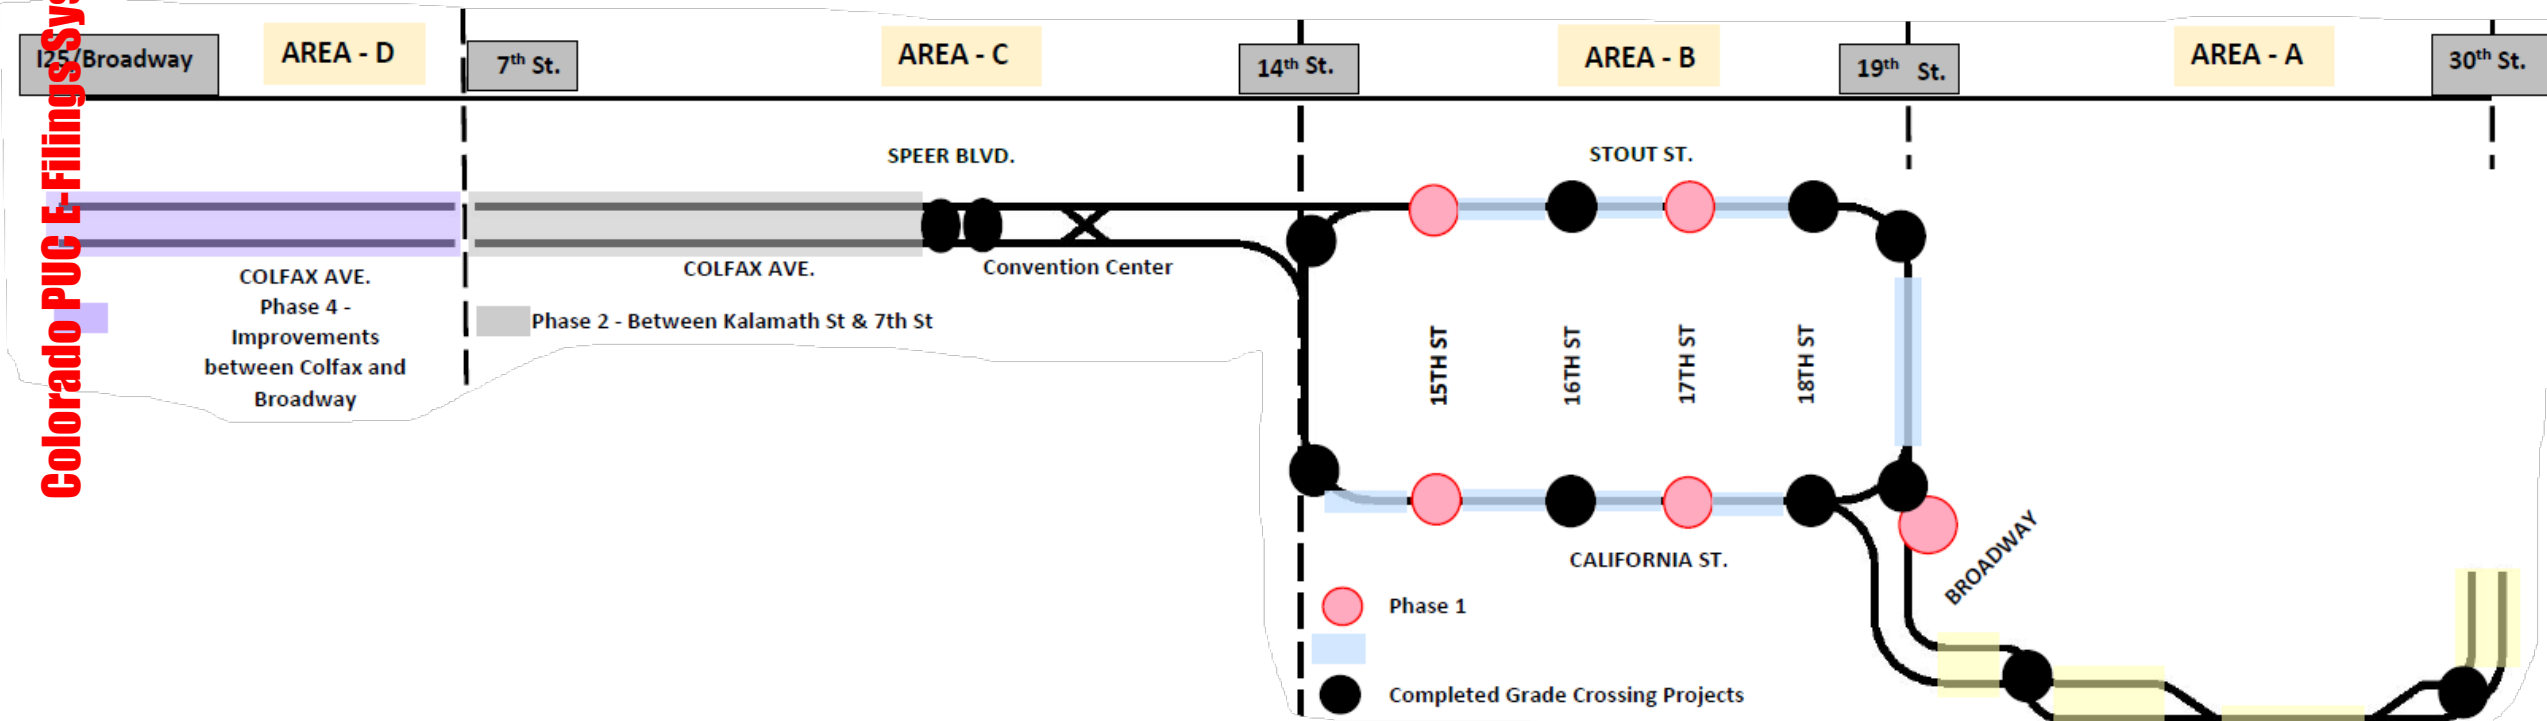 I25/Broadway
AREA - D
7th St.
AREA - C
14th St.
AREA - B
19th St.
AREA - A
30th St.
Colorado PUC E-Filings Sys
SPEER BLVD.
STOUT ST.
COLFAX AVE.
Phase 4 -
Improvements
between Colfax and
Broadway
COLFAX AVE.
Convention Center
Phase 2 - Between Kalamath St & 7th St
15TH ST
16TH ST
17TH ST
18TH ST
CALIFORNIA ST.
BROADWAY
Phase 1
Completed Grade Crossing Projects